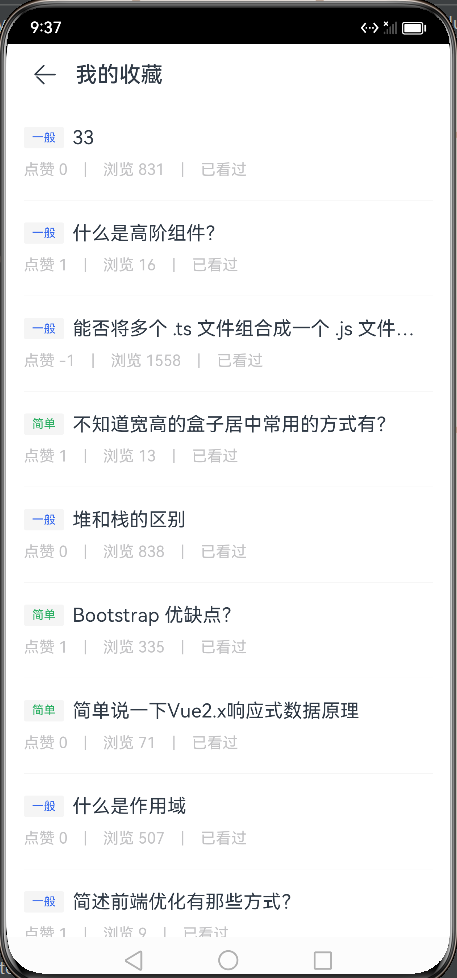 9:37
我的收藏
一般 33
点赞 0 | 浏览 831 | 已看过
一般 什么是高阶组件?
点赞 1 | 浏览 16 | 已看过
一般 能否将多个 .ts 文件组合成一个 .js 文件...
点赞 -1 | 浏览 1558 | 已看过
简单 不知道宽高的盒子居中常用的方式有?
点赞 1 | 浏览 13 | 已看过
一般 堆和栈的区别
点赞 0 | 浏览 838 | 已看过
简单 Bootstrap 优缺点?
点赞 1 | 浏览 335 | 已看过
简单 简单说一下Vue2.x响应式数据原理
点赞 0 | 浏览 71 | 已看过
一般 什么是作用域
点赞 0 | 浏览 507 | 已看过
一般 简述前端优化有那些方式?
点赞 1 | 浏览 9 | 已看过